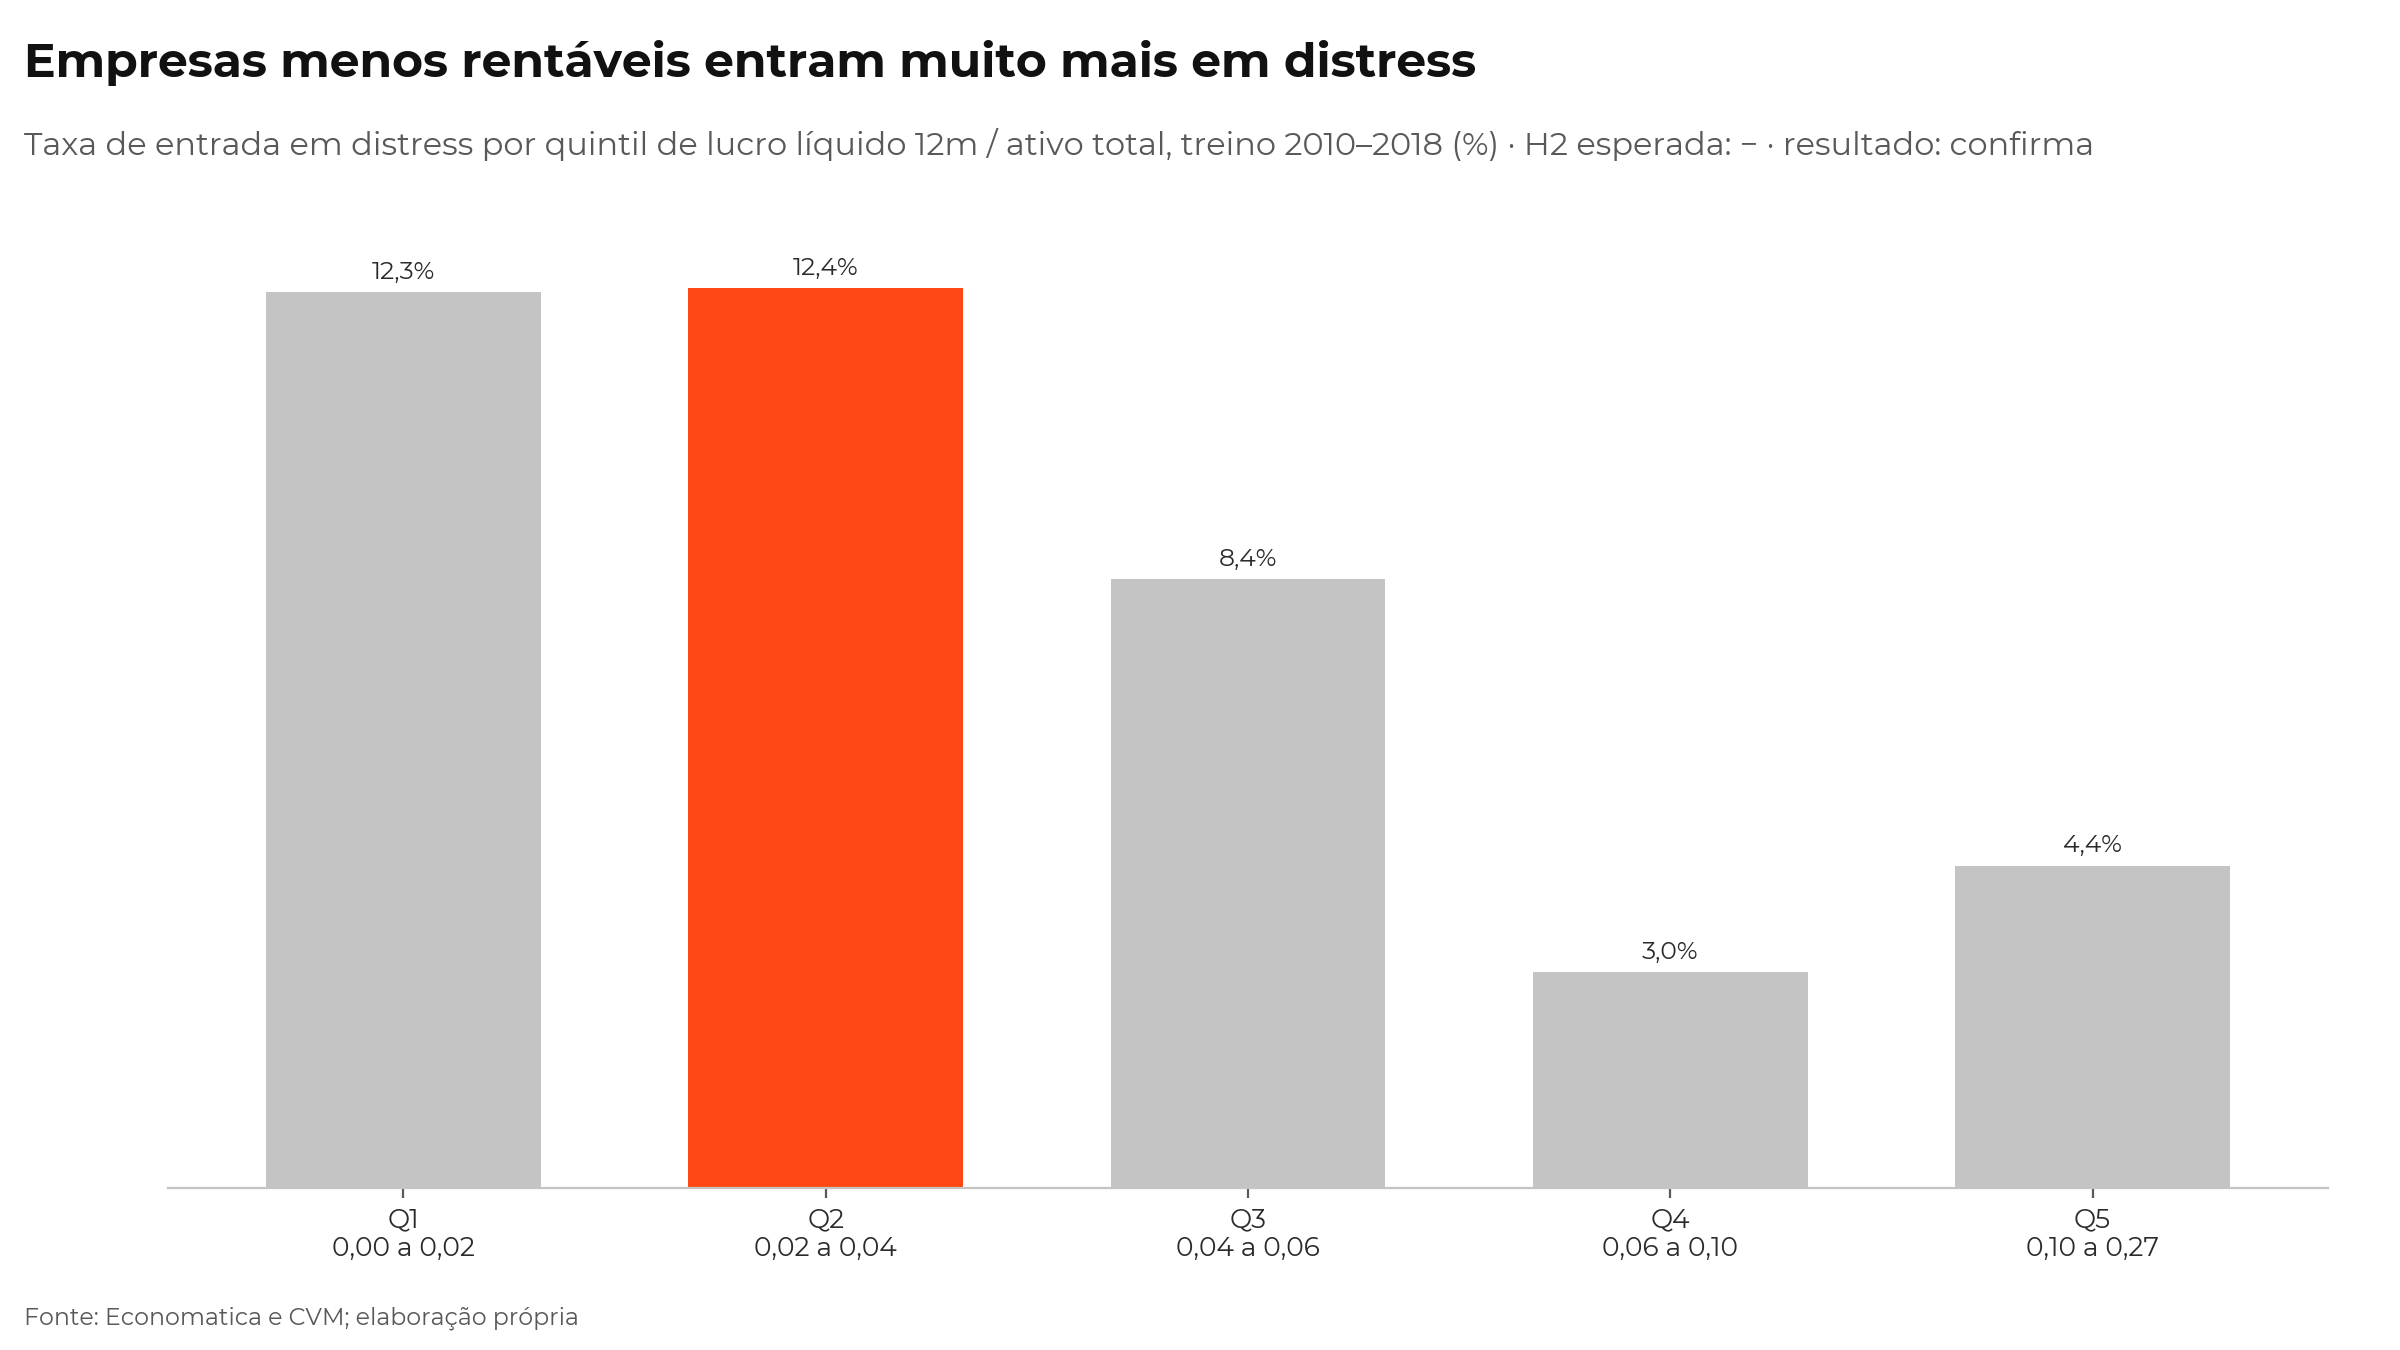 Empresas menos rentáveis entram muito mais em distress
Taxa de entrada em distress por quintil de lucro líquido 12m / ativo total, treino 2010–2018 (%) · H2 esperada: − · resultado: confirma
12,3%
12,4%
8,4%
3,0%
4,4%
Q1
0,00 a 0,02
Q2
0,02 a 0,04
Q3
0,04 a 0,06
Q4
0,06 a 0,10
Q5
0,10 a 0,27
Fonte: Economatica e CVM; elaboração própria